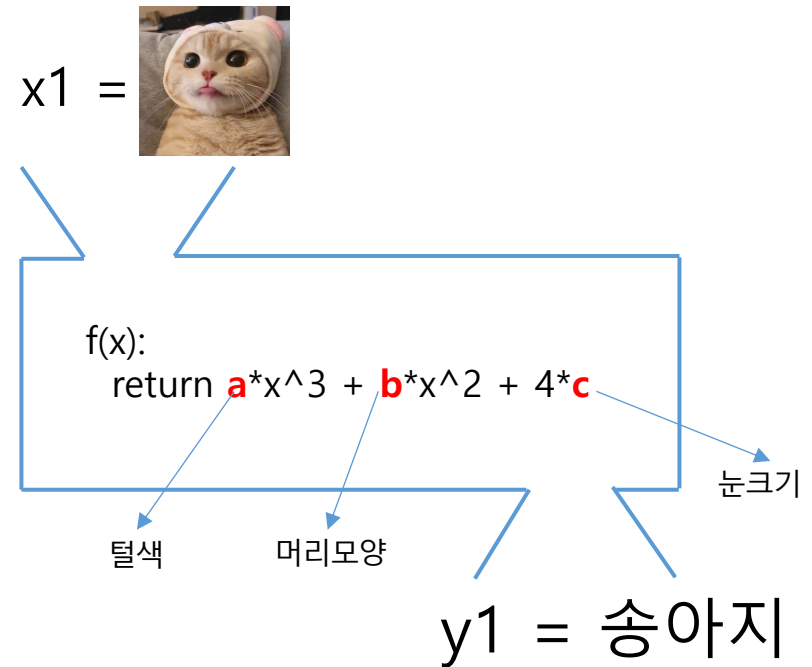 x1 =
f(x):
return a*x^3 + b*x^2 + 4*c
눈크기
털색
머리모양
y1 = 송아지